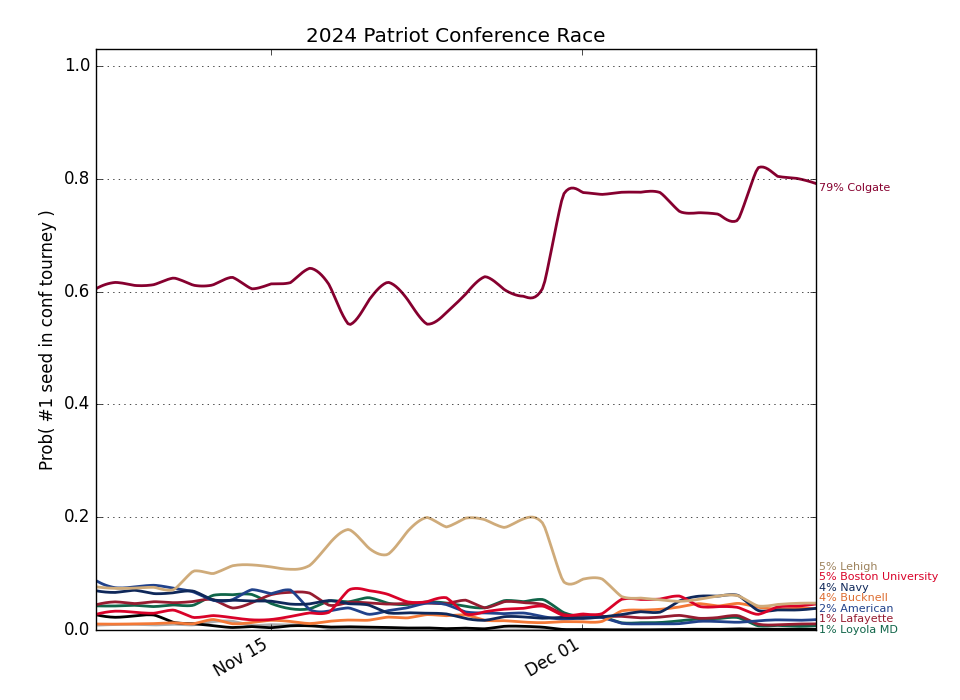 2024 Patriot Conference Race
Prob( #1 seed in conf tourney )
1.0
0.8
0.6
0.4
0.2
0.0
Nov 15
Dec 01
79% Colgate
5% Lehigh
5% Boston University
4% Navy
4% Bucknell
2% American
1% Lafayette
1% Loyola MD